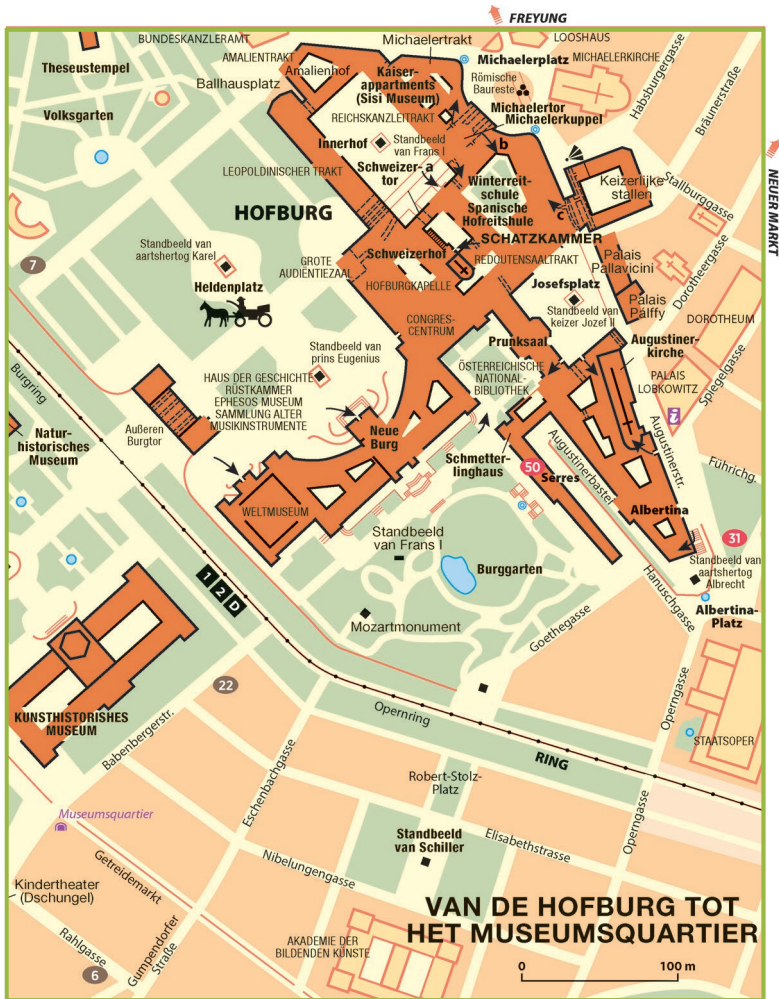 FREYUNG
BUNDESKANZLERAMT
Michaelertrakt
LOOSHAUS
AMALIENTRAKT
Michaelerplatz
MICHAELERKIRCHE
Theseustempel
Amalienhof
Kaiser-
appartments
(Sisi Museum)
Ballhausplatz
Römische
Baureste
Habsburgergasse
Bräunerstraße
Volksgarten
REICHSKANZLEITRAKT
Michaelertor
Michaelerkuppel
Innerhof
Standbeeld
van Frans I
b
NEUER MARKT
LEOPOLDINISCHER TRAKT
Schweizer-
tor
a
Winterreit-
schule
Spanische
Hofreitshule
Keizerlijke
stallen
Stallburggasse
HOFBURG
c
SCHATZKAMMER
Standbeeld van
aartshertog Karel
Schweizerhof
REDOUTENSAALTRAKT
Palais
Pallavicini
Dorotheergasse
7
GROTE
AUDIËNTIEZAAL
Heldenplatz
HOFBURGKAPELLE
Josefsplatz
Palais
Pálffy
Standbeeld van
keizer Jozef II
DOROTHEUM
CONGRES-
CENTRUM
Prunksaal
Augustiner-
kirche
Standbeeld van
prins Eugenius
Burgring
ÖSTERREICHISCHE
NATIONAL-
BIBLIOTHEK
PALAIS
LOBKOWITZ
Spiegelgasse
HAUS DER GESCHICHTE
RÜSTKAMMER
EPHESOS MUSEUM
SAMMLUNG ALTER
MUSIKINSTRUMENTE
i
Äußeren
Burgtor
Neue
Burg
Natur-
historisches
Museum
Schmetter-
linghaus
50
Serres
Augustinerbastei
Augustinerstr.
Führichg.
WELTMUSEUM
Albertina
Standbeeld
van Frans I
31
Burggarten
Standbeeld van
aartshertog
Albrecht
1 2 D
Hanuschgasse
Albertina-
Platz
Mozartmonument
Goethegasse
22
Operngasse
KUNSTHISTORISHES
MUSEUM
Babenbergerstr.
Opernring
STAATSOPER
RING
Eschenbachgasse
Robert-Stolz-
Platz
Museumsquartier
Standbeeld
van Schiller
Elisabethstrasse
Operngasse
Getreidemarkt
Nibelungengasse
Kindertheater
(Dschungel)
Rahlgasse
Gumpendorfer
Straße
6
AKADEMIE DER
BILDENDEN KÜNSTE
VAN DE HOFBURG TOT
HET MUSEUMSQUARTIER
0 100 m